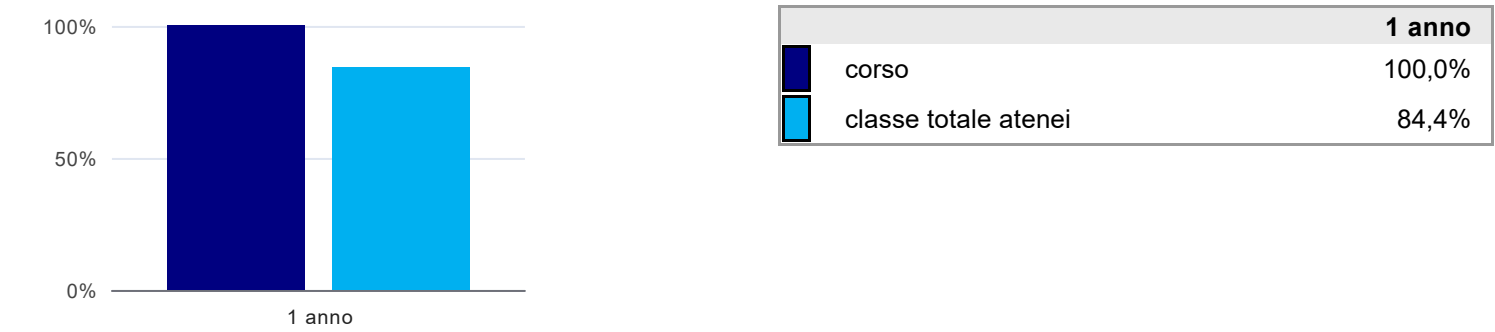 100%
50%
0%
1 anno
1 anno
corso 100,0%
classe totale atenei 84,4%